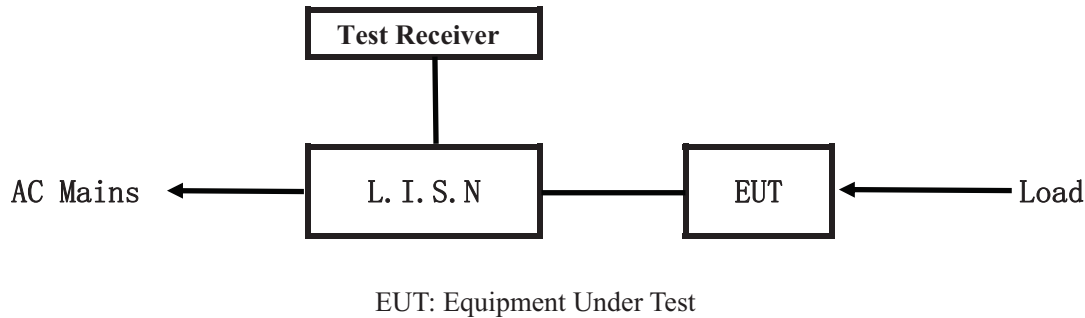 Test Receiver
AC Mains
L.I.S.N
EUT
Load
EUT: Equipment Under Test